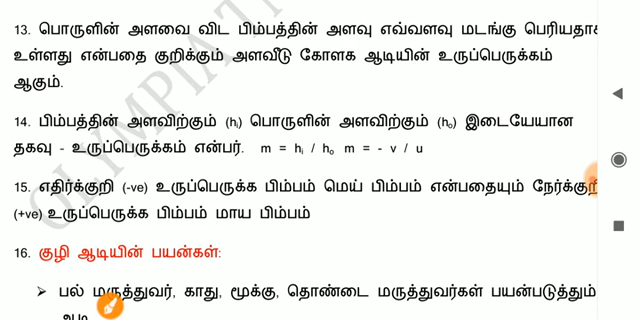 13. பொருளின் அளவை விட பிம்பத்தின் அளவு எவ்வளவு மடங்கு பெரியதாக
உள்ளது என்பதை குறிக்கும் அளவீடு கோளக ஆடியின் உருப்பெருக்கம்
ஆகும்.
14. பிம்பத்தின் அளவிற்கும் (hi) பொருளின் அளவிற்கும் (ho) இடையேயான
தகவு - உருப்பெருக்கம் என்பர். m = hi / ho m = - v / u
15. எதிர்க்குறி (-ve) உருப்பெருக்க பிம்பம் மெய் பிம்பம் என்பதையும் நேர்க்குறி
(+ve) உருப்பெருக்க பிம்பம் மாய பிம்பம்
16. குழி ஆடியின் பயன்கள்:
➤ பல் மருத்துவர், காது, மூக்கு, தொண்டை மருத்துவர்கள் பயன்படுத்தும்